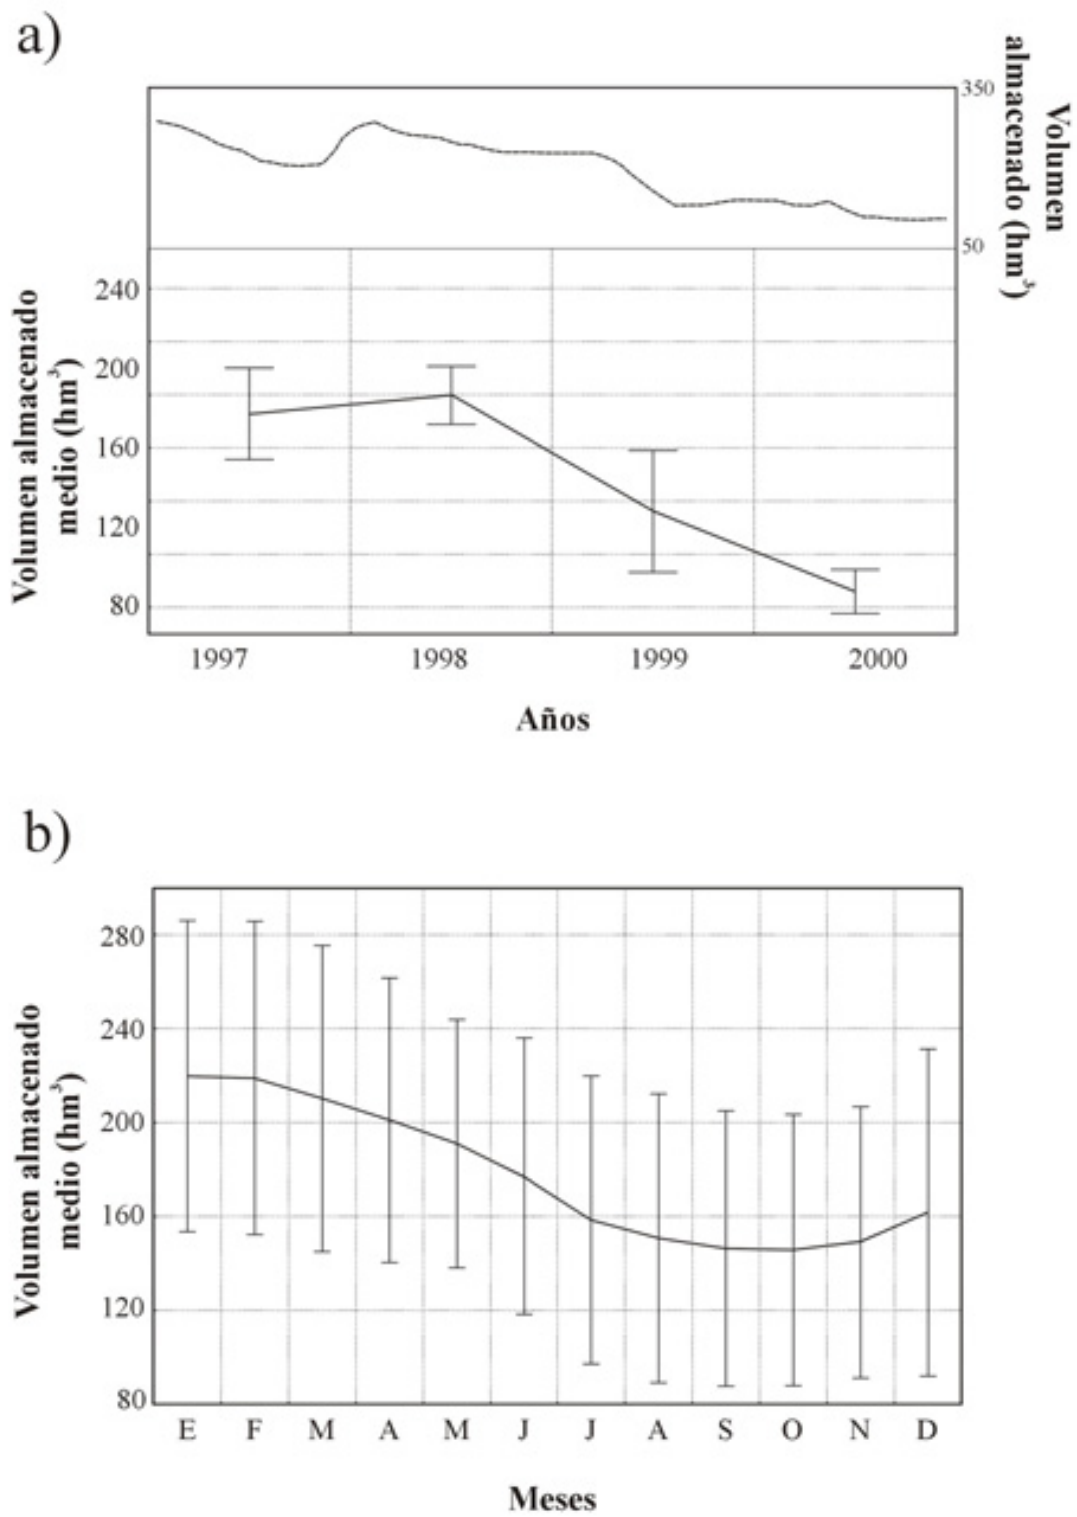 a)
350
50
Volumen
almacenado (hm³)
240
200
160
120
80
Volumen almacenado
medio (hm³)
1997 1998 1999 2000
Años
b)
280
240
200
160
120
80
Volumen almacenado
medio (hm³)
E F M A M J J A S O N D
Meses